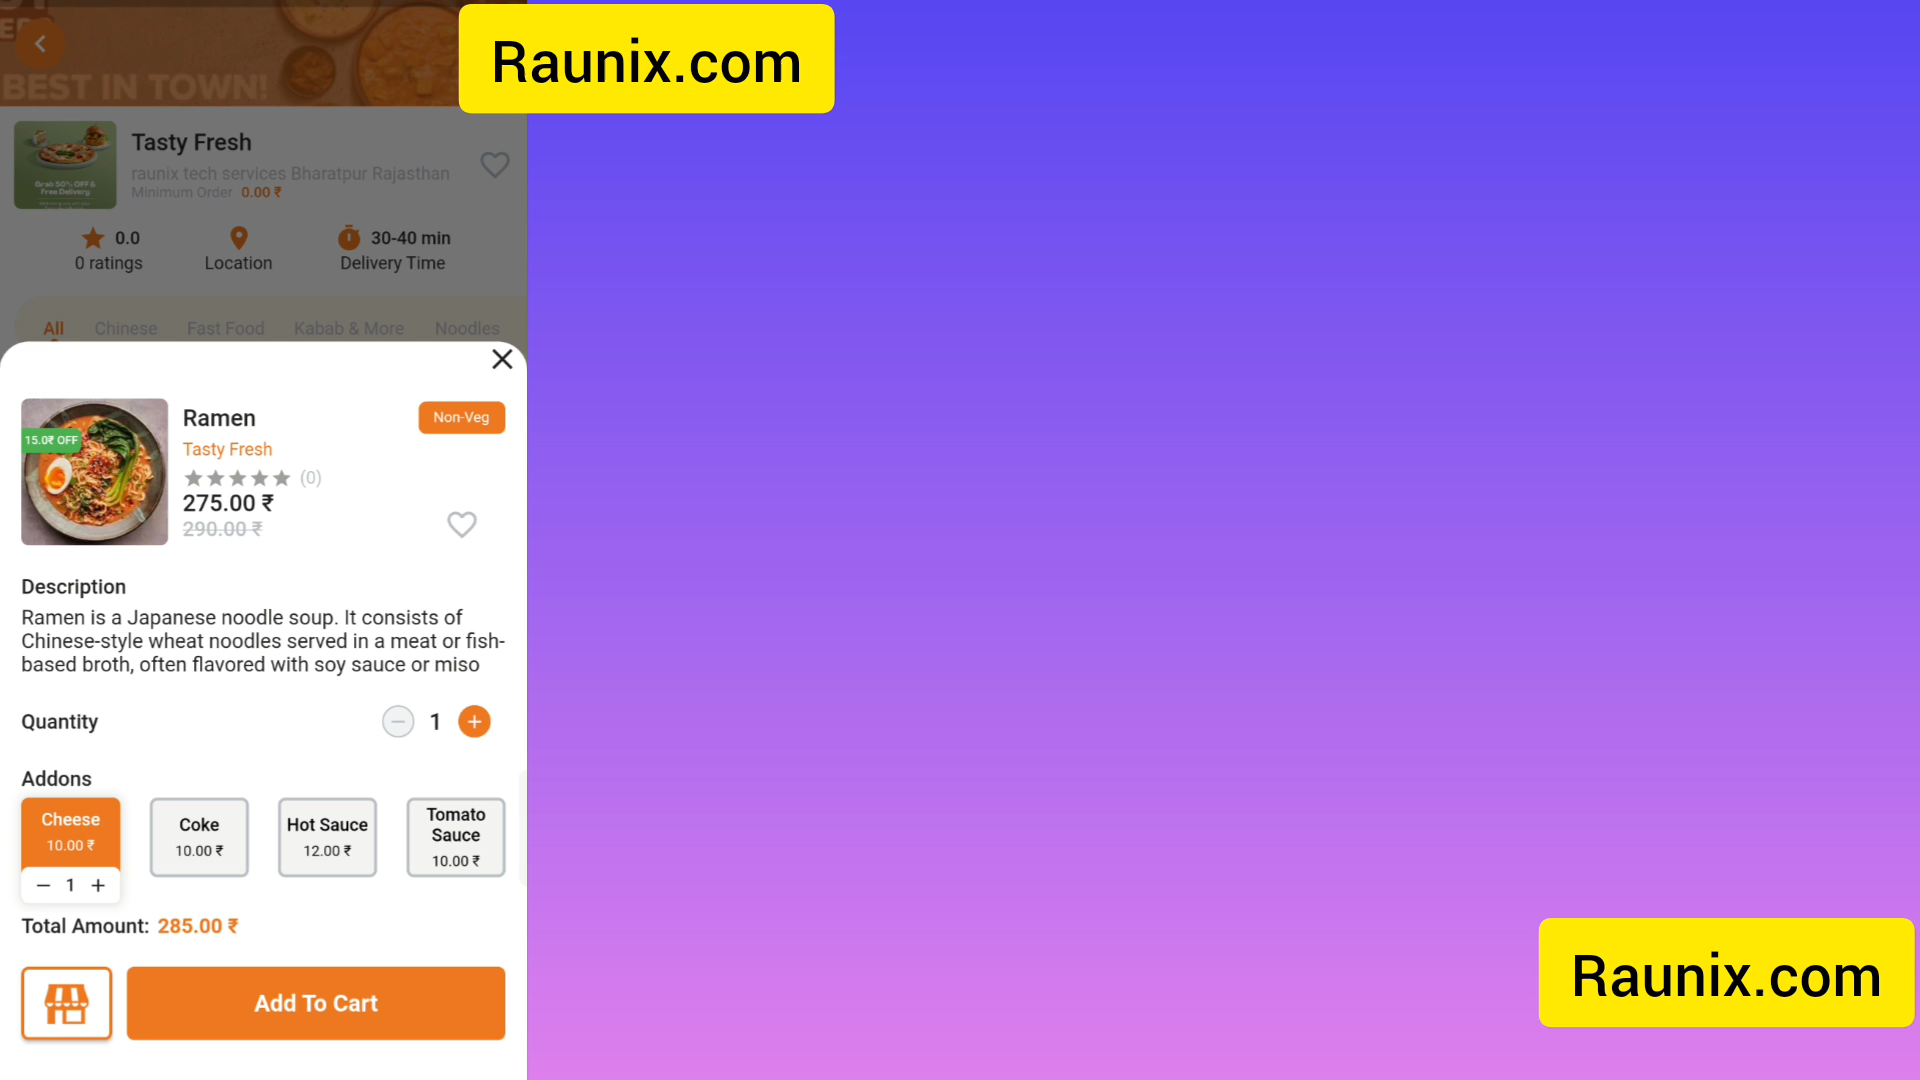 BEST IN TOWN!
Raunix.com
Tasty Fresh
raunix tech services Bharatpur Rajasthan
Minimum Order 0.00 ₹
Grab 50% OFF &
Free Delivery
0.0
0 ratings
Location
30-40 min
Delivery Time
All Chinese Fast Food Kabab & More Noodles
15.0₹ OFF
Ramen
Non-Veg
Tasty Fresh
(0)
275.00 ₹
290.00 ₹
Description
Ramen is a Japanese noodle soup. It consists of
Chinese-style wheat noodles served in a meat or fish-
based broth, often flavored with soy sauce or miso
Quantity
1
Addons
Cheese
10.00 ₹
1
Coke
10.00 ₹
Hot Sauce
12.00 ₹
Tomato
Sauce
10.00 ₹
Total Amount: 285.00 ₹
Add To Cart
Raunix.com